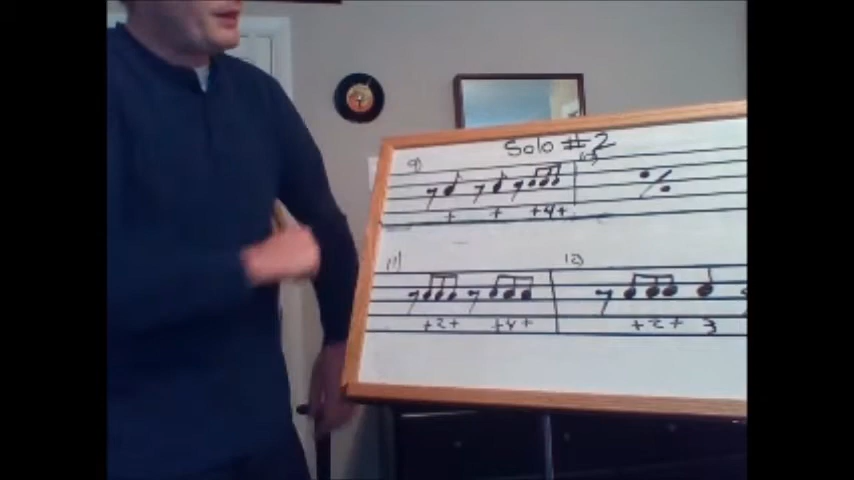 Solo #2
9) 10)
+ + +4+
11) 12)
+2+ +4+ +2+ 3